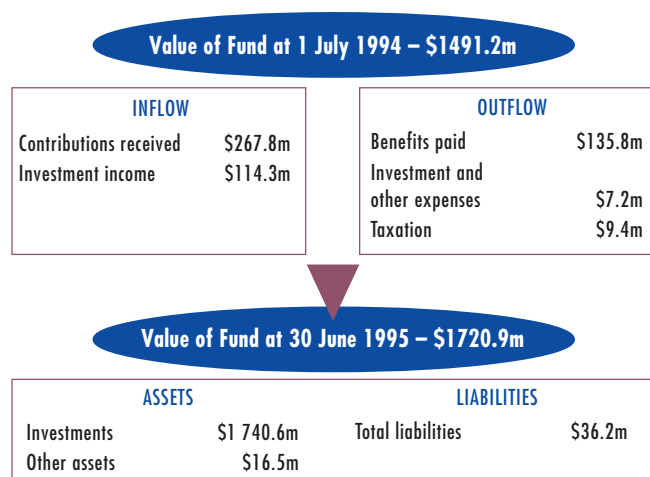 Value of Fund at 1 July 1994 – $1491.2m
INFLOW
Contributions received $267.8m
Investment income $114.3m
OUTFLOW
Benefits paid $135.8m
Investment and
other expenses $7.2m
Taxation $9.4m
Value of Fund at 30 June 1995 – $1720.9m
ASSETS
Investments $1 740.6m
Other assets $16.5m
LIABILITIES
Total liabilities $36.2m